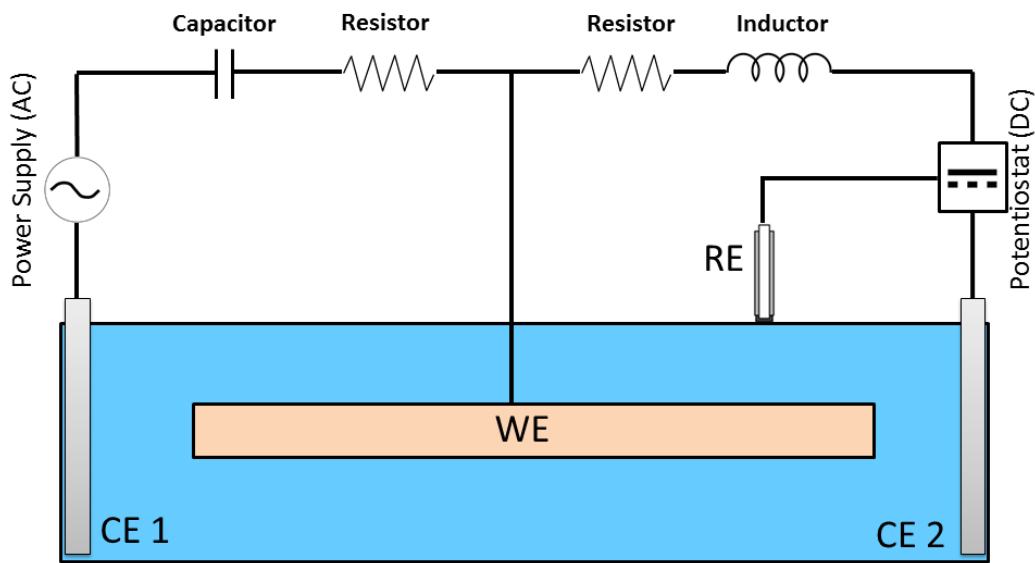 Capacitor
Resistor
Resistor
Inductor
Power Supply (AC)
Potentiostat (DC)
RE
WE
CE 1
CE 2